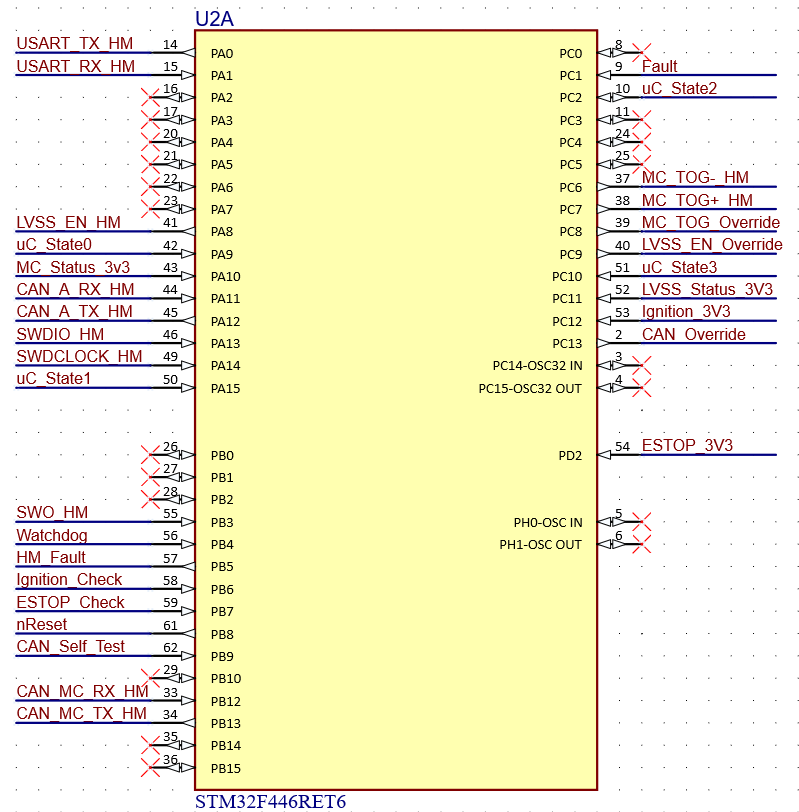 U2A
USART_TX_HM 14 PA0
USART_RX_HM 15 PA1
16 PA2
17 PA3
20 PA4
21 PA5
22 PA6
23 PA7
LVSS_EN_HM 41 PA8
uC_State0 42 PA9
MC_Status_3v3 43 PA10
CAN_A_RX_HM 44 PA11
CAN_A_TX_HM 45 PA12
SWDIO_HM 46 PA13
SWDCLOCK_HM 49 PA14
uC_State1 50 PA15
26 PB0
27 PB1
28 PB2
SWO_HM 55 PB3
Watchdog 56 PB4
HM_Fault 57 PB5
Ignition_Check 58 PB6
ESTOP_Check 59 PB7
nReset 61 PB8
CAN_Self_Test 62 PB9
29 PB10
CAN_MC_RX_HM 33 PB12
CAN_MC_TX_HM 34 PB13
35 PB14
36 PB15
PC0 8
PC1 9 Fault
PC2 10 uC_State2
PC3 11
PC4 24
PC5 25
PC6 37 MC_TOG-_HM
PC7 38 MC_TOG+_HM
PC8 39 MC_TOG_Override
PC9 40 LVSS_EN_Override
PC10 51 uC_State3
PC11 52 LVSS_Status_3V3
PC12 53 Ignition_3V3
PC13 2 CAN_Override
PC14-OSC32 IN 3
PC15-OSC32 OUT 4
PD2 54 ESTOP_3V3
PH0-OSC IN 5
PH1-OSC OUT 6
STM32F446RET6